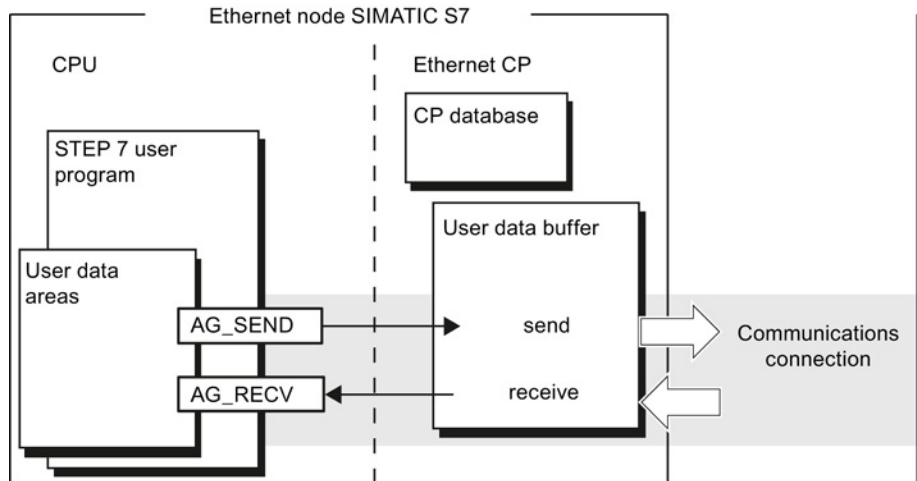 Ethernet node SIMATIC S7
CPU
Ethernet CP
CP database
STEP 7 user
program
User data buffer
User data
areas
AG_SEND
send
Communications
connection
AG_RECV
receive